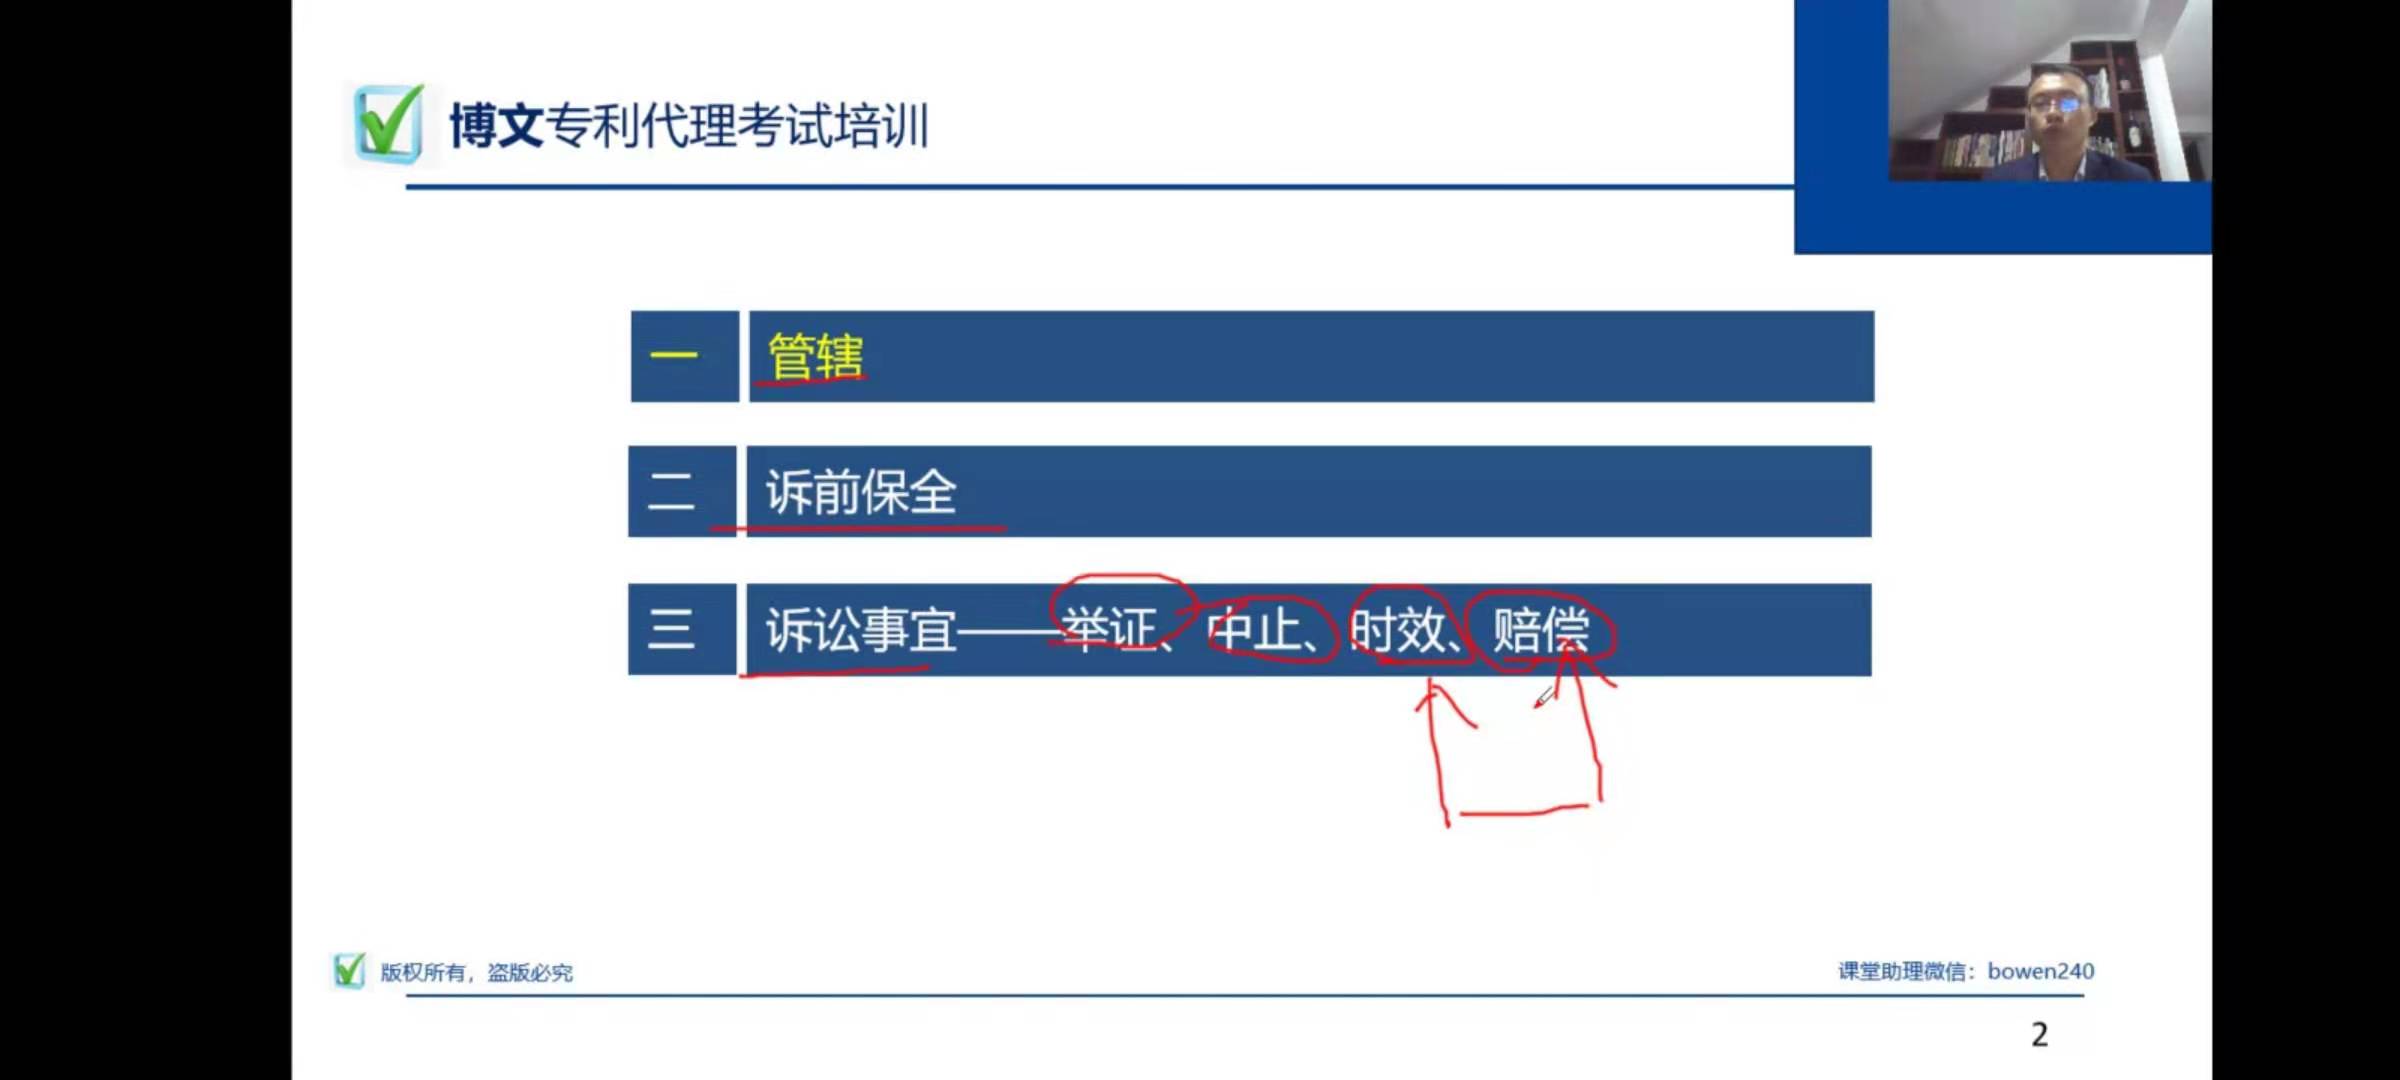 博文专利代理考试培训
一 管辖
二 诉前保全
三 诉讼事宜——举证、中止、时效、赔偿
版权所有，盗版必究
课堂助理微信：bowen240
2